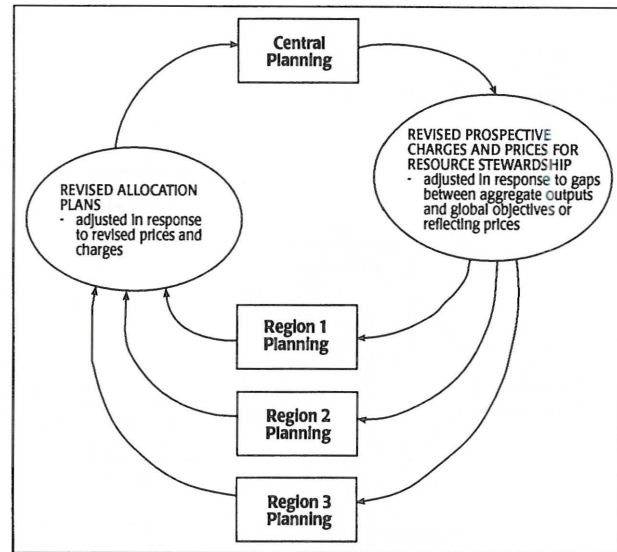 Central
Planning
REVISED PROSPECTIVE
CHARGES AND PRICES FOR
RESOURCE STEWARDSHIP
- adjusted in response to gaps
between aggregate outputs
and global objectives or
reflecting prices
REVISED ALLOCATION
PLANS
- adjusted in response
to revised prices and
charges
Region 1
Planning
Region 2
Planning
Region 3
Planning